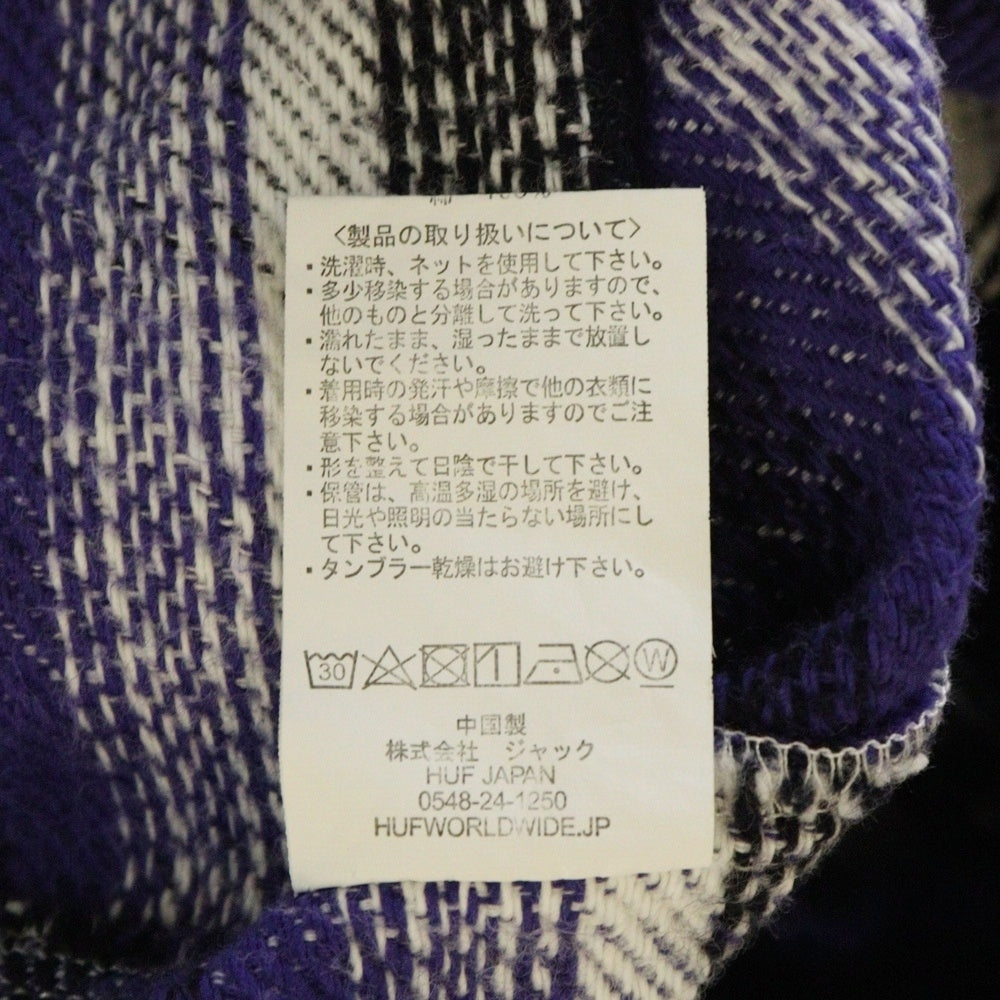 綿 100%
<製品の取り扱いについて>
・洗濯時、ネットを使用して下さい。
・多少移染する場合がありますので、
他のものと分離して洗って下さい。
・濡れたまま、湿ったままで放置し
ないでください。
・着用時の発汗や摩擦で他の衣類に
移染する場合がありますのでご注
意下さい。
・形を整えて日陰で干して下さい。
・保管は、高温多湿の場所を避け、
日光や照明の当たらない場所にし
て下さい。
・タンブラー乾燥はお避け下さい。
30 W
中国製
株式会社 ジャック
HUF JAPAN
0548-24-1250
HUFWORLDWIDE.JP